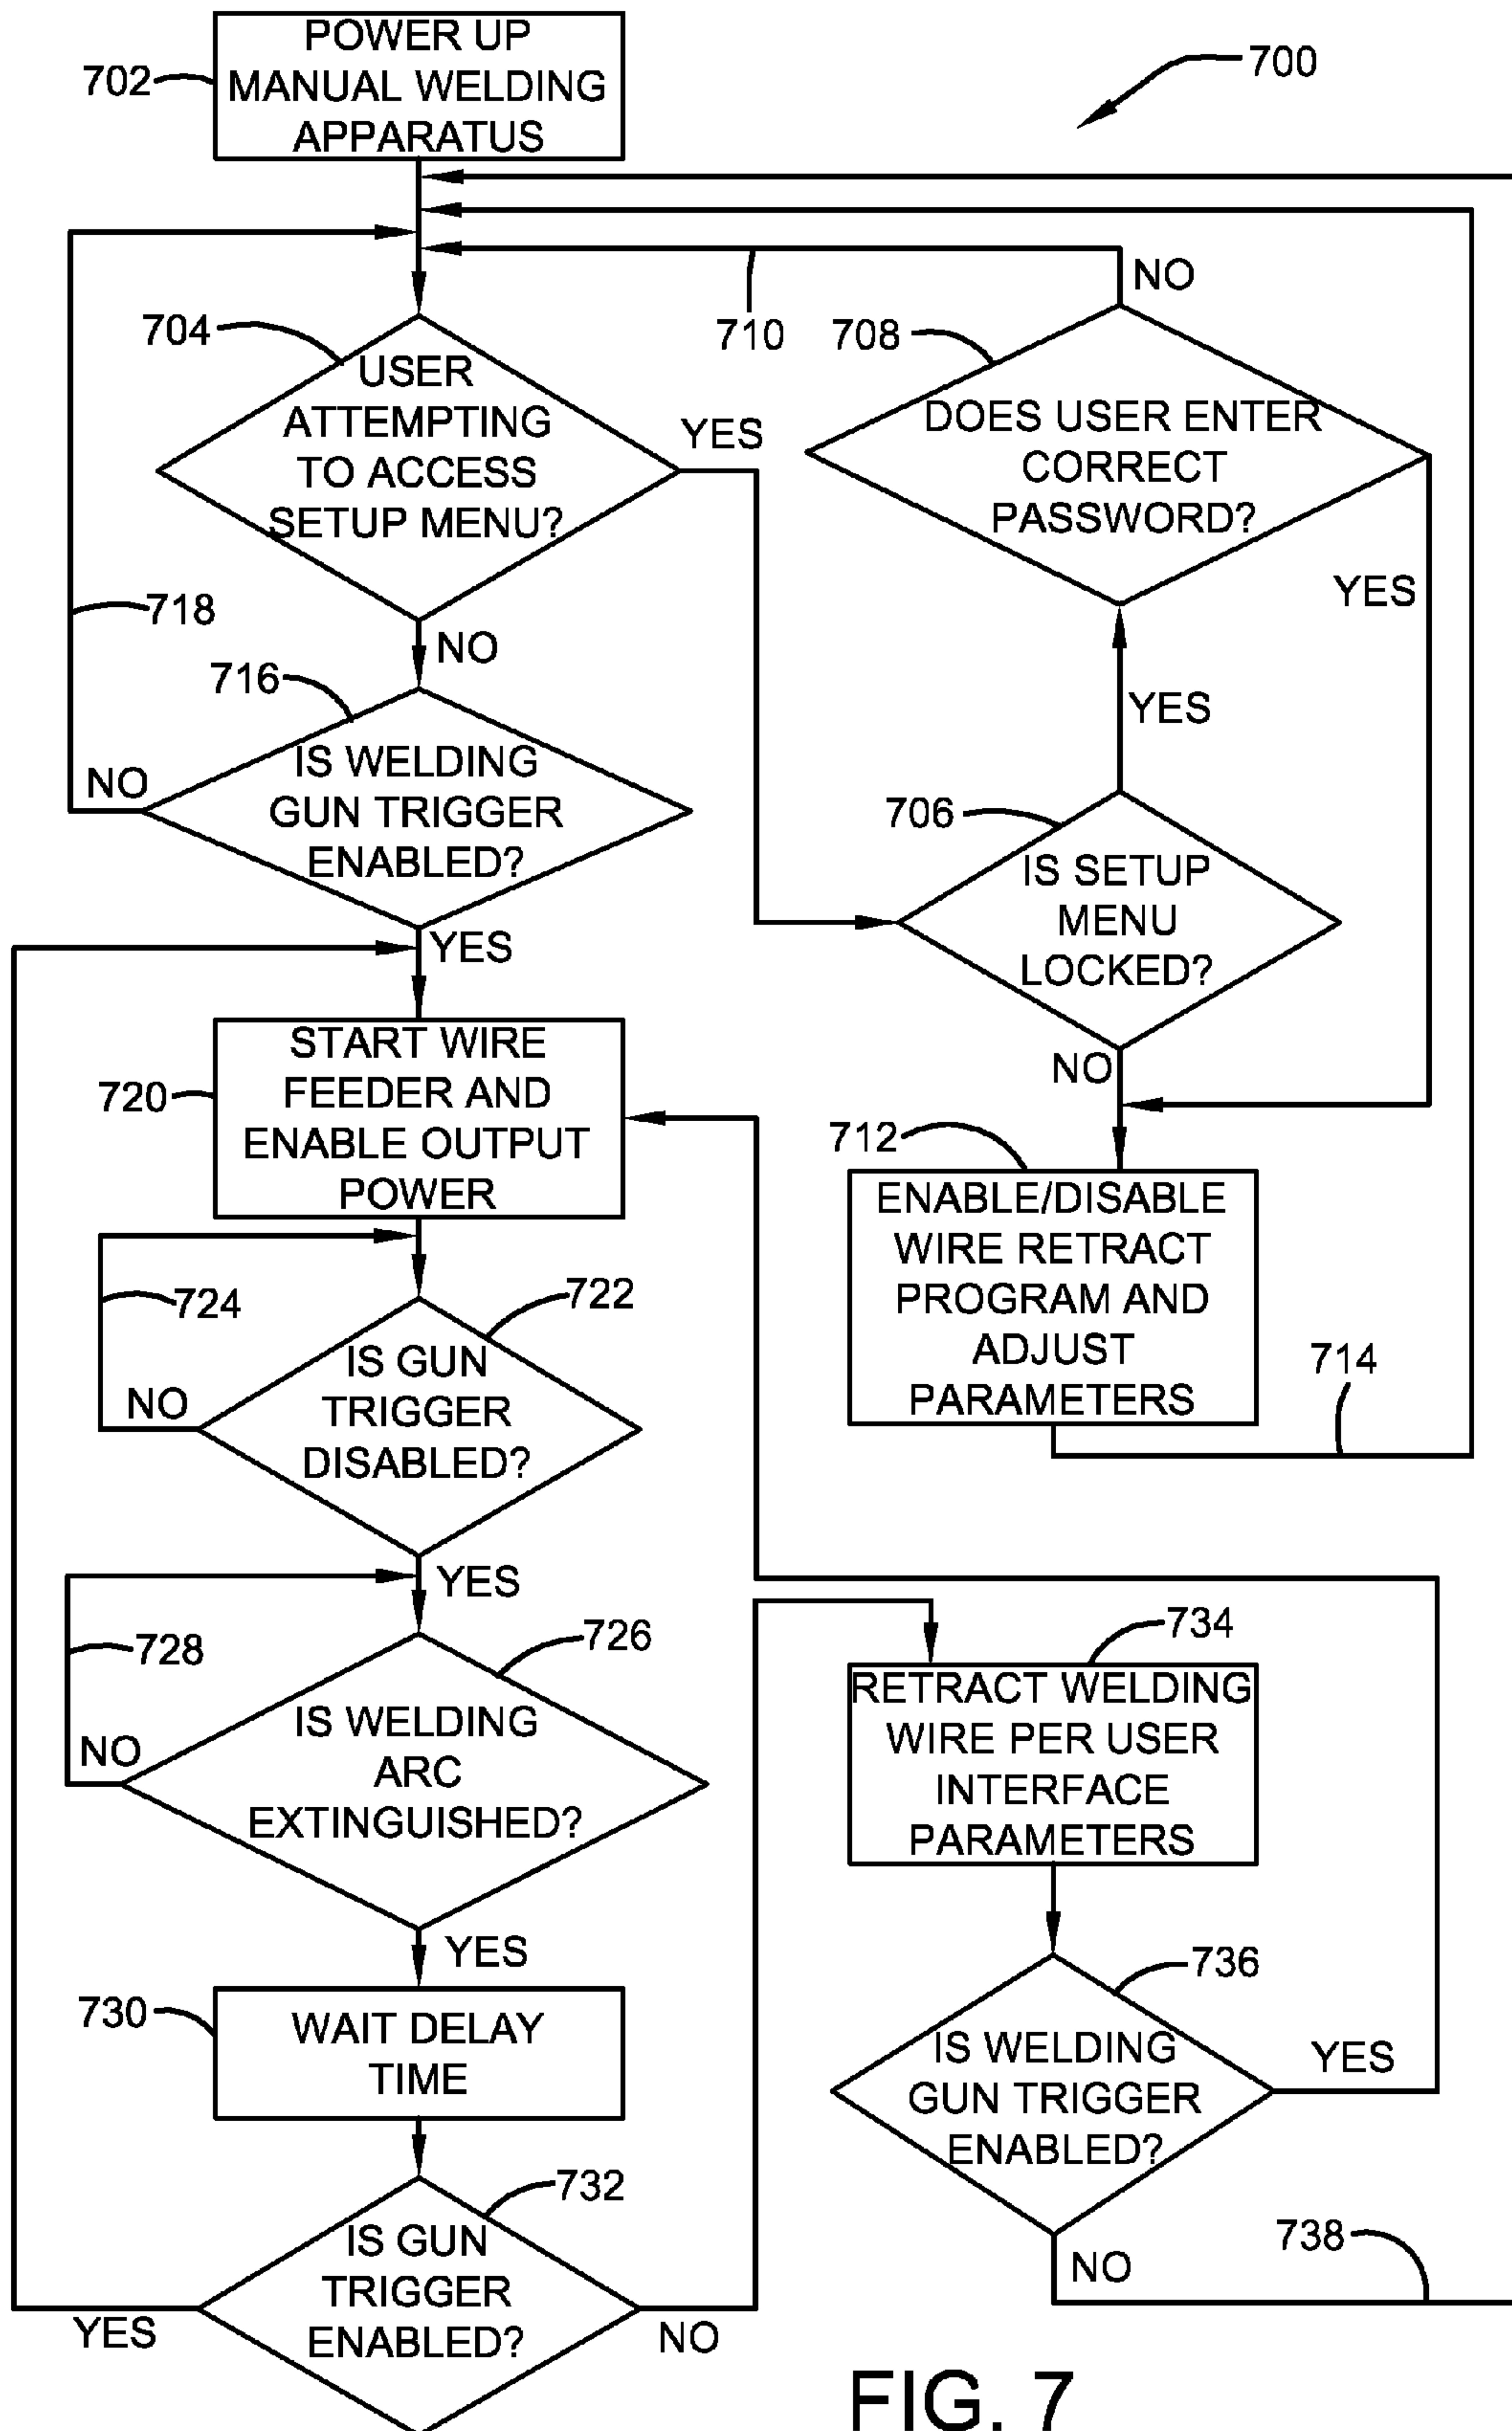 POWER UP
MANUAL WELDING
APPARATUS
702
700
704
USER
ATTEMPTING
TO ACCESS
SETUP MENU?
YES
NO
710
708
NO
DOES USER ENTER
CORRECT
PASSWORD?
YES
718
716
IS WELDING
GUN TRIGGER
ENABLED?
NO
YES
YES
706
IS SETUP
MENU
LOCKED?
NO
720
START WIRE
FEEDER AND
ENABLE OUTPUT
POWER
712
ENABLE/DISABLE
WIRE RETRACT
PROGRAM AND
ADJUST
PARAMETERS
714
724
722
IS GUN
TRIGGER
DISABLED?
NO
YES
728
726
IS WELDING
ARC
EXTINGUISHED?
NO
YES
734
RETRACT WELDING
WIRE PER USER
INTERFACE
PARAMETERS
730
WAIT DELAY
TIME
736
IS WELDING
GUN TRIGGER
ENABLED?
YES
NO
738
732
IS GUN
TRIGGER
ENABLED?
YES
NO
FIG. 7